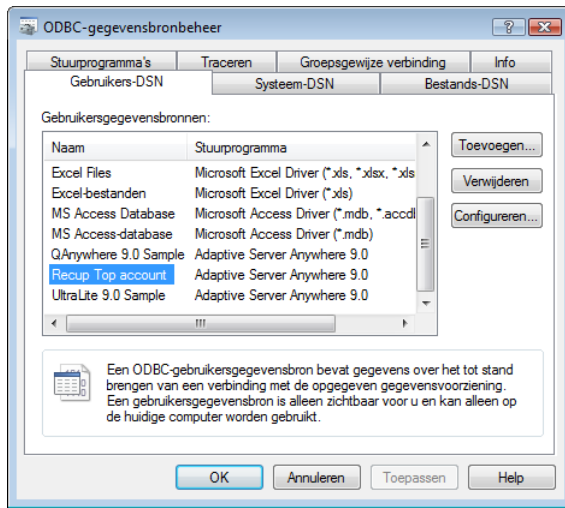 ODBC-gegevensbronbeheer
Stuurprogramma's Traceren Groepsgewijze verbinding Info
Gebruikers-DSN Systeem-DSN Bestands-DSN
Gebruikersgegevensbronnen:
Naam Stuurprogramma
Excel Files Microsoft Excel Driver (*.xls, *.xlsx, *.xls
Excel-bestanden Microsoft Excel Driver (*.xls)
MS Access Database Microsoft Access Driver (*.mdb, *.accd
MS Access-database Microsoft Access Driver (*.mdb)
QAnywhere 9.0 Sample Adaptive Server Anywhere 9.0
Recup Top account Adaptive Server Anywhere 9.0
UltraLite 9.0 Sample Adaptive Server Anywhere 9.0
Toevoegen...
Verwijderen
Configureren...
Een ODBC-gebruikersgegevensbron bevat gegevens over het tot stand
brengen van een verbinding met de opgegeven gegevensvoorziening.
Een gebruikersgegevensbron is alleen zichtbaar voor u en kan alleen op
de huidige computer worden gebruikt.
OK Annuleren Toepassen Help